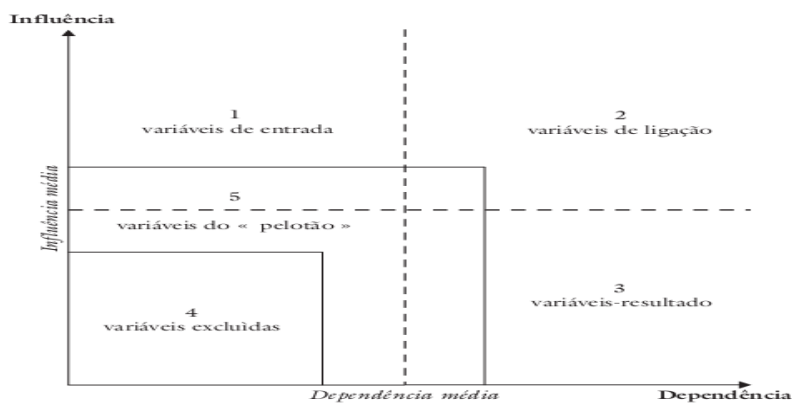 Influência
1
variáveis de entrada
2
variáveis de ligação
Influência média
5
variáveis do « pelotão »
3
variáveis-resultado
4
variáveis excluìdas
Dependência média
Dependência